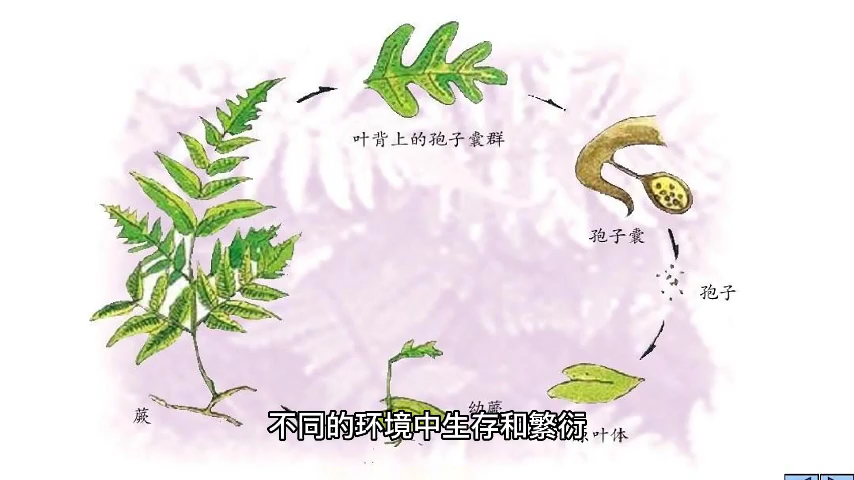 叶背上的孢子囊群
孢子囊
孢子
蕨
幼蕨
叶体
不同的环境中生存和繁衍